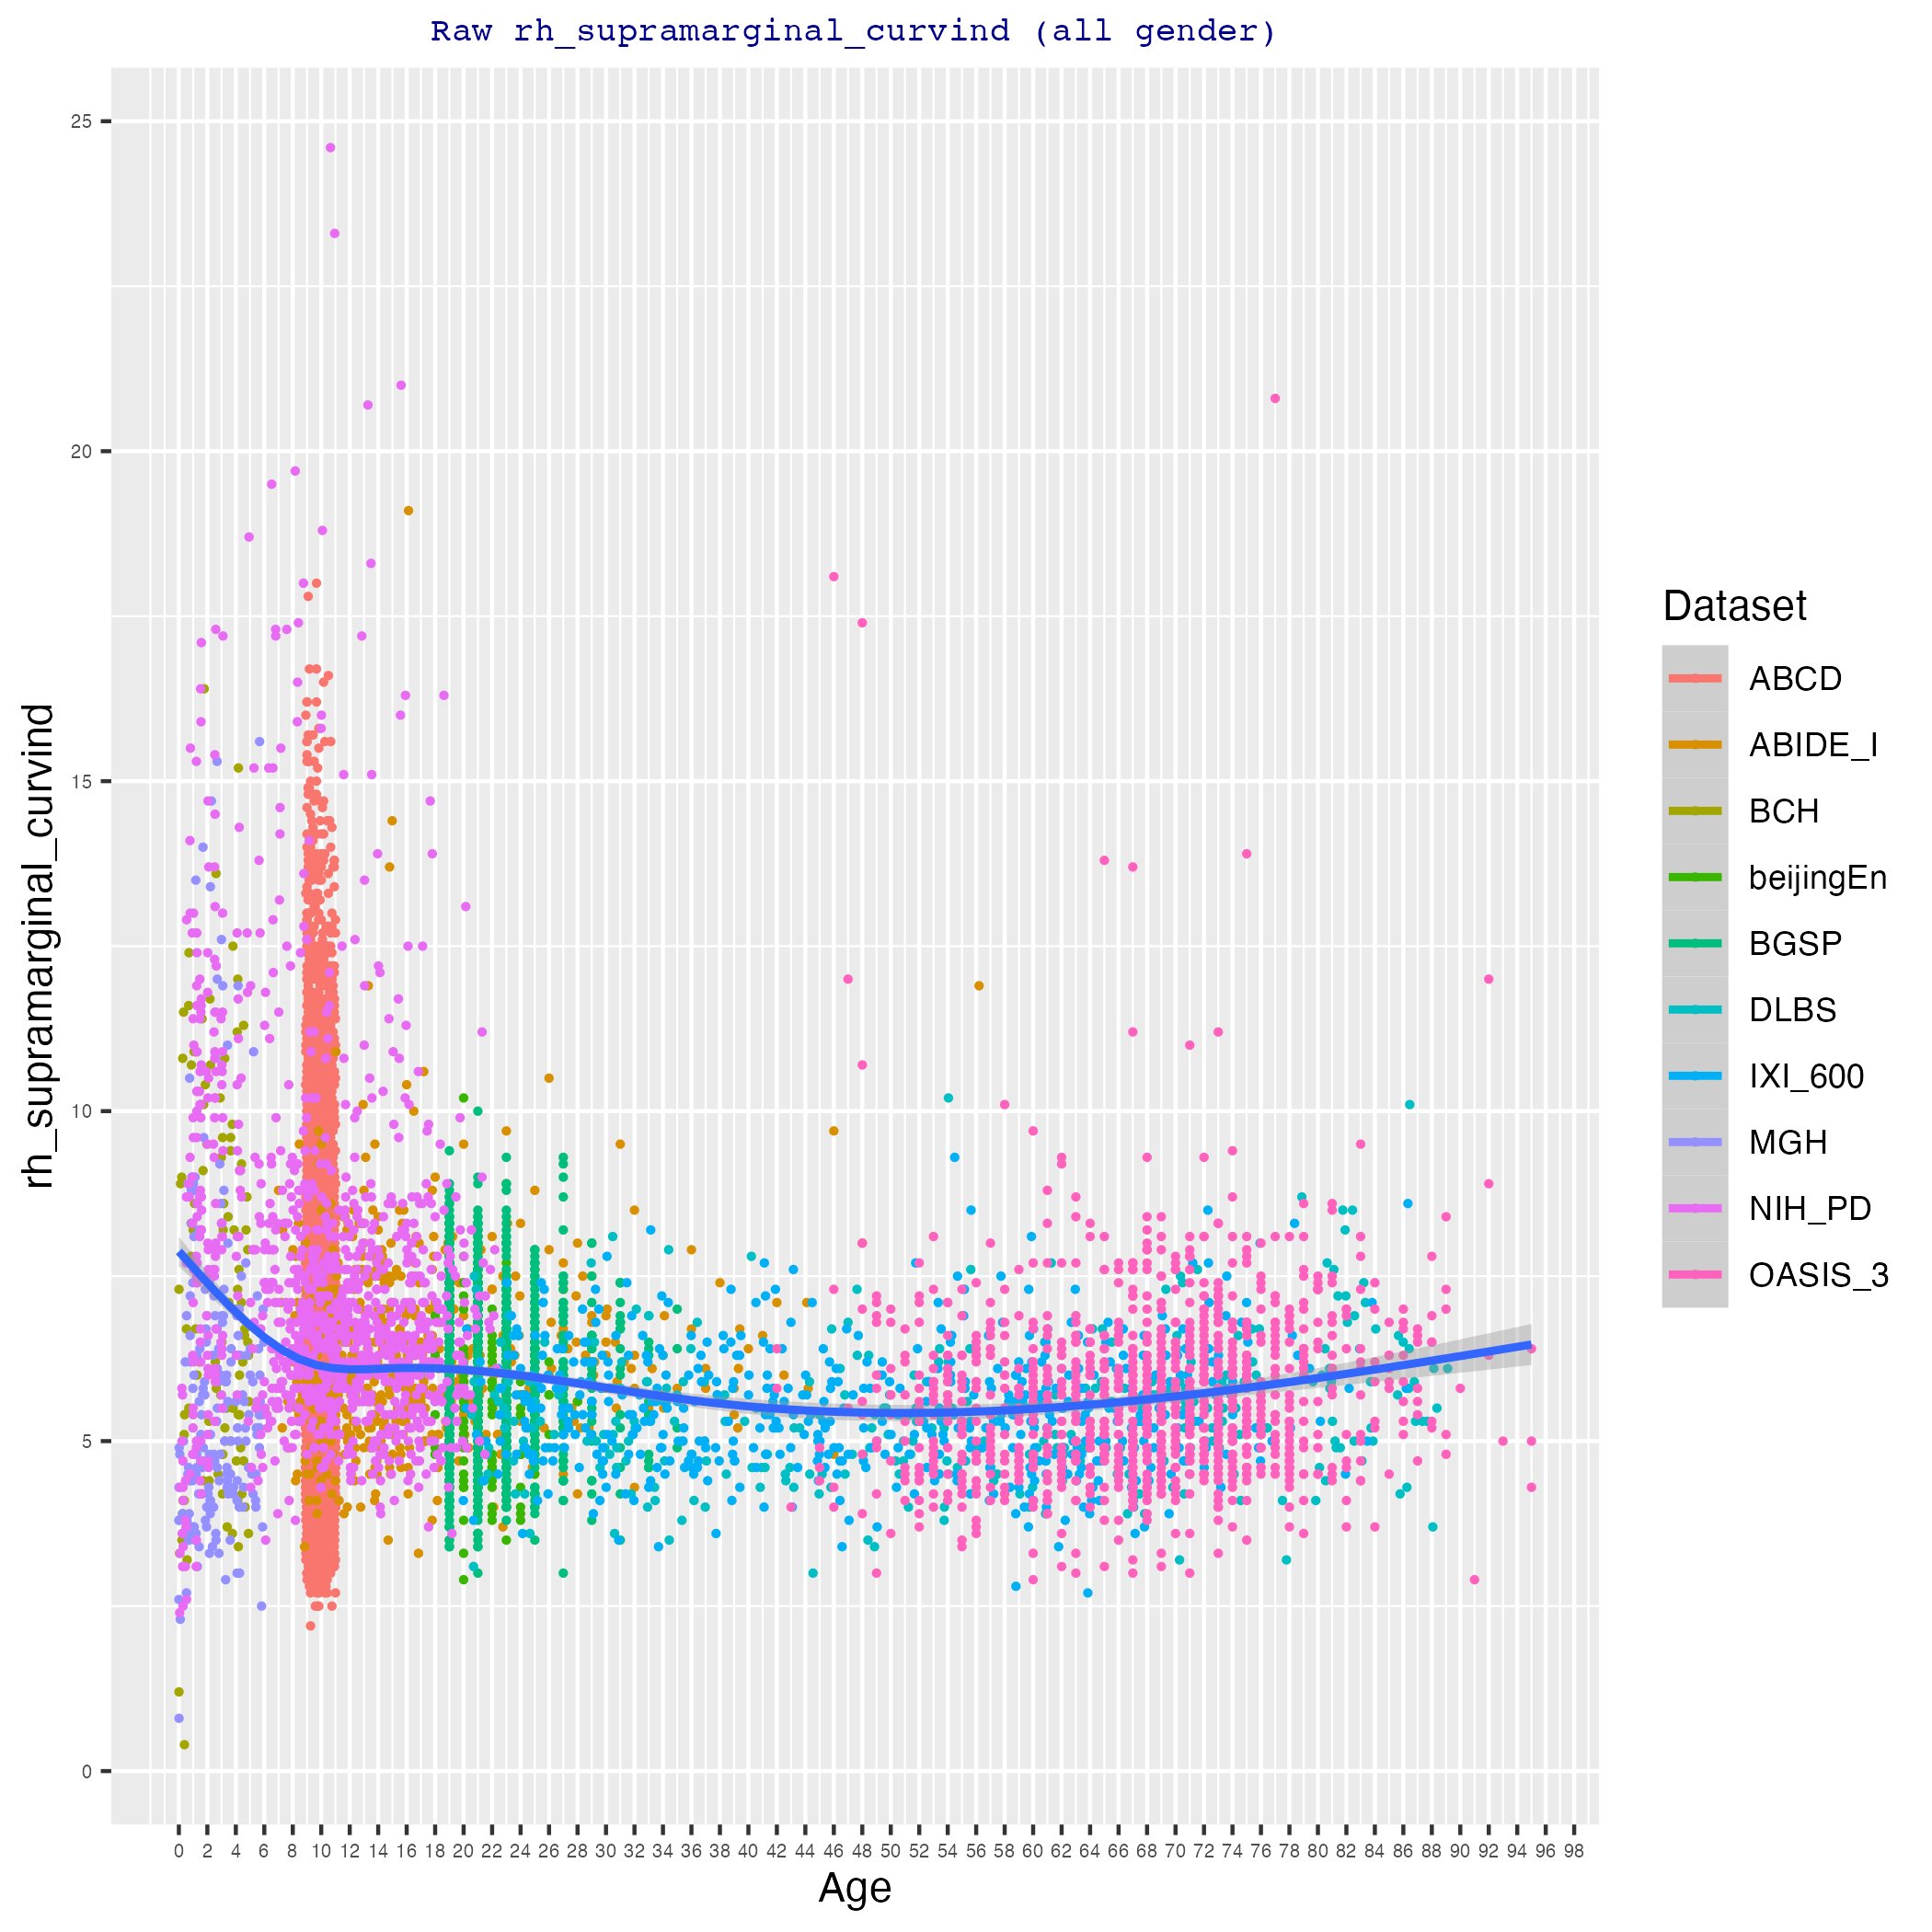 Raw rh_supramarginal_curvind (all gender)
rh_supramarginal_curvind
25
20
15
10
5
0
0 2 4 6 8 10 12 14 16 18 20 22 24 26 28 30 32 34 36 38 40 42 44 46 48 50 52 54 56 58 60 62 64 66 68 70 72 74 76 78 80 82 84 86 88 90 92 94 96 98
Age
Dataset
ABCD
ABIDE_I
BCH
beijingEn
BGSP
DLBS
IXI_600
MGH
NIH_PD
OASIS_3